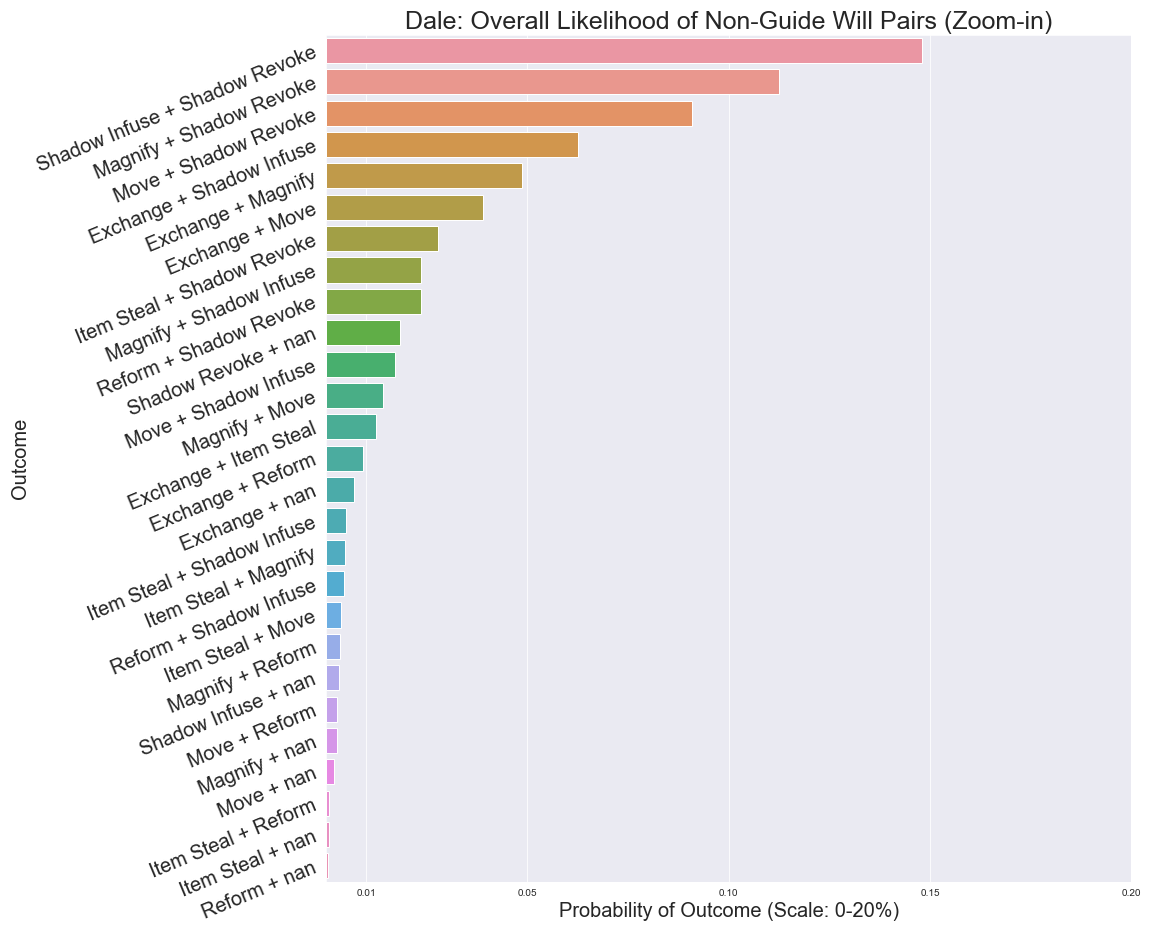 Dale: Overall Likelihood of Non-Guide Will Pairs (Zoom-in)
Outcome
Shadow Infuse + Shadow Revoke
Magnify + Shadow Revoke
Move + Shadow Revoke
Exchange + Shadow Infuse
Exchange + Magnify
Exchange + Move
Item Steal + Shadow Revoke
Magnify + Shadow Infuse
Reform + Shadow Revoke
Shadow Revoke + nan
Move + Shadow Infuse
Magnify + Move
Exchange + Item Steal
Exchange + Reform
Exchange + nan
Item Steal + Shadow Infuse
Item Steal + Magnify
Reform + Shadow Infuse
Item Steal + Move
Magnify + Reform
Shadow Infuse + nan
Move + Reform
Magnify + nan
Move + nan
Item Steal + Reform
Item Steal + nan
Reform + nan
0.01 0.05 0.10 0.15 0.20
Probability of Outcome (Scale: 0-20%)